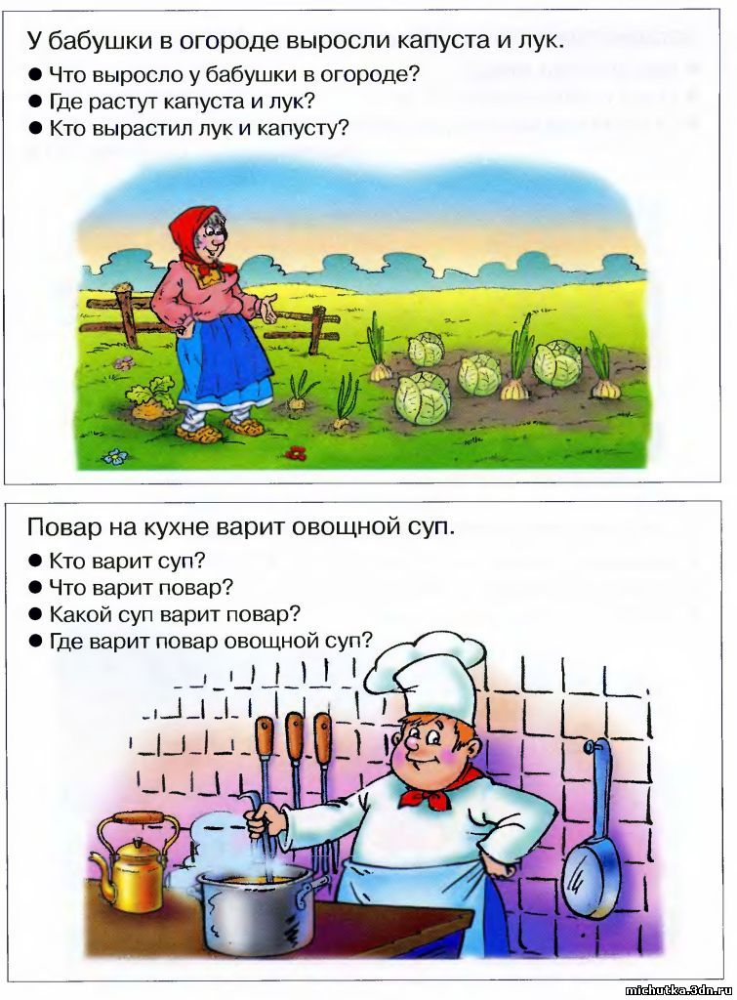 У бабушки в огороде выросли капуста и лук.
● Что выросло у бабушки в огороде?
● Где растут капуста и лук?
● Кто вырастил лук и капусту?
Повар на кухне варит овощной суп.
● Кто варит суп?
● Что варит повар?
● Какой суп варит повар?
● Где варит повар овощной суп?
michutka.3dn.ru